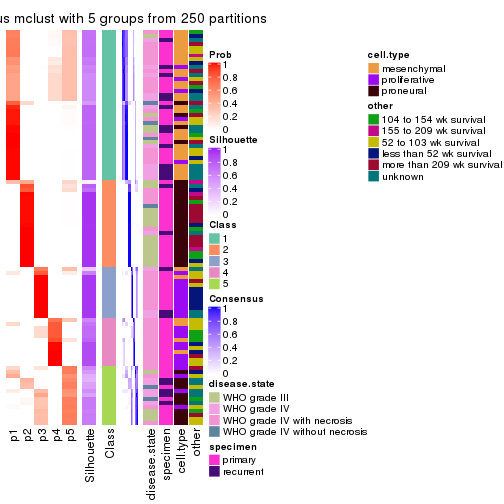 us mclust with 5 groups from 250 partitions
Prob
1
0.8
0.6
0.4
0.2
0
Silhouette
1
0.8
0.6
0.4
0.2
0
Class
1
2
3
4
5
Consensus
1
0.8
0.6
0.4
0.2
0
disease.state
WHO grade III
WHO grade IV
WHO grade IV with necrosis
WHO grade IV without necrosis
specimen
primary
recurrent
cell.type
mesenchymal
proliferative
proneural
other
104 to 154 wk survival
155 to 209 wk survival
52 to 103 wk survival
less than 52 wk survival
more than 209 wk survival
unknown
p1
p2
p3
p4
p5
Silhouette
Class
disease.state
specimen
cell.type
other